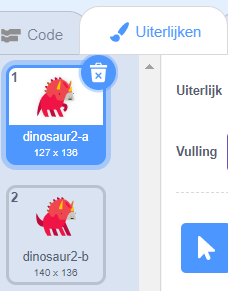 Code
Uiterlijken
1
dinosaur2-a
127 x 136
2
dinosaur2-b
140 x 136
Uiterlijk
Vulling